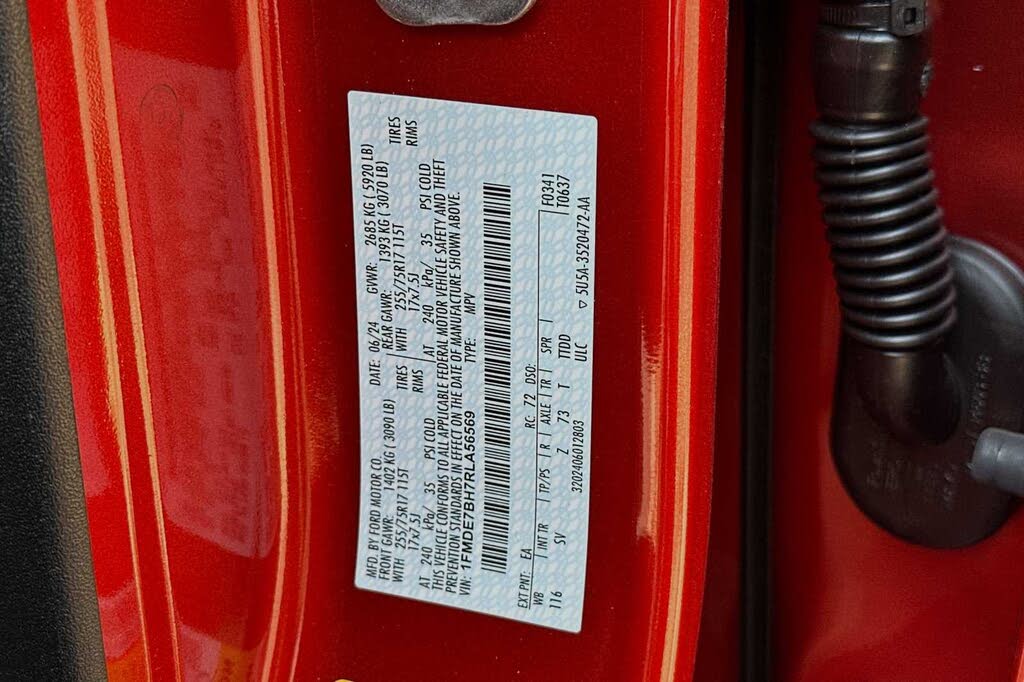 MFD. BY FORD MOTOR CO.
DATE: 06/24 GVWR: 2685 KG ( 5920 LB)
FRONT GAWR: 1402 KG ( 3090 LB)
REAR GAWR: 1393 KG ( 3070 LB)
WITH 255/75R17 115T TIRES
WITH 255/75R17 115T TIRES
17x7.5J RIMS
17x7.5J RIMS
AT 240 kPa/ 35 PSI COLD
AT 240 kPa/ 35 PSI COLD
THIS VEHICLE CONFORMS TO ALL APPLICABLE FEDERAL MOTOR VEHICLE SAFETY AND THEFT
PREVENTION STANDARDS IN EFFECT ON THE DATE OF MANUFACTURE SHOWN ABOVE.
VIN: 1FMDE7BH7RLA56569 TYPE: MPV
EXT PNT: EA RC: 72 DSO: F0341
WB INT TR TP/PS R AXLE TR SPR T0637
116 SV Z 73 T TTDD
ULC ▽ SU5A-3520472-AA
3202406012803